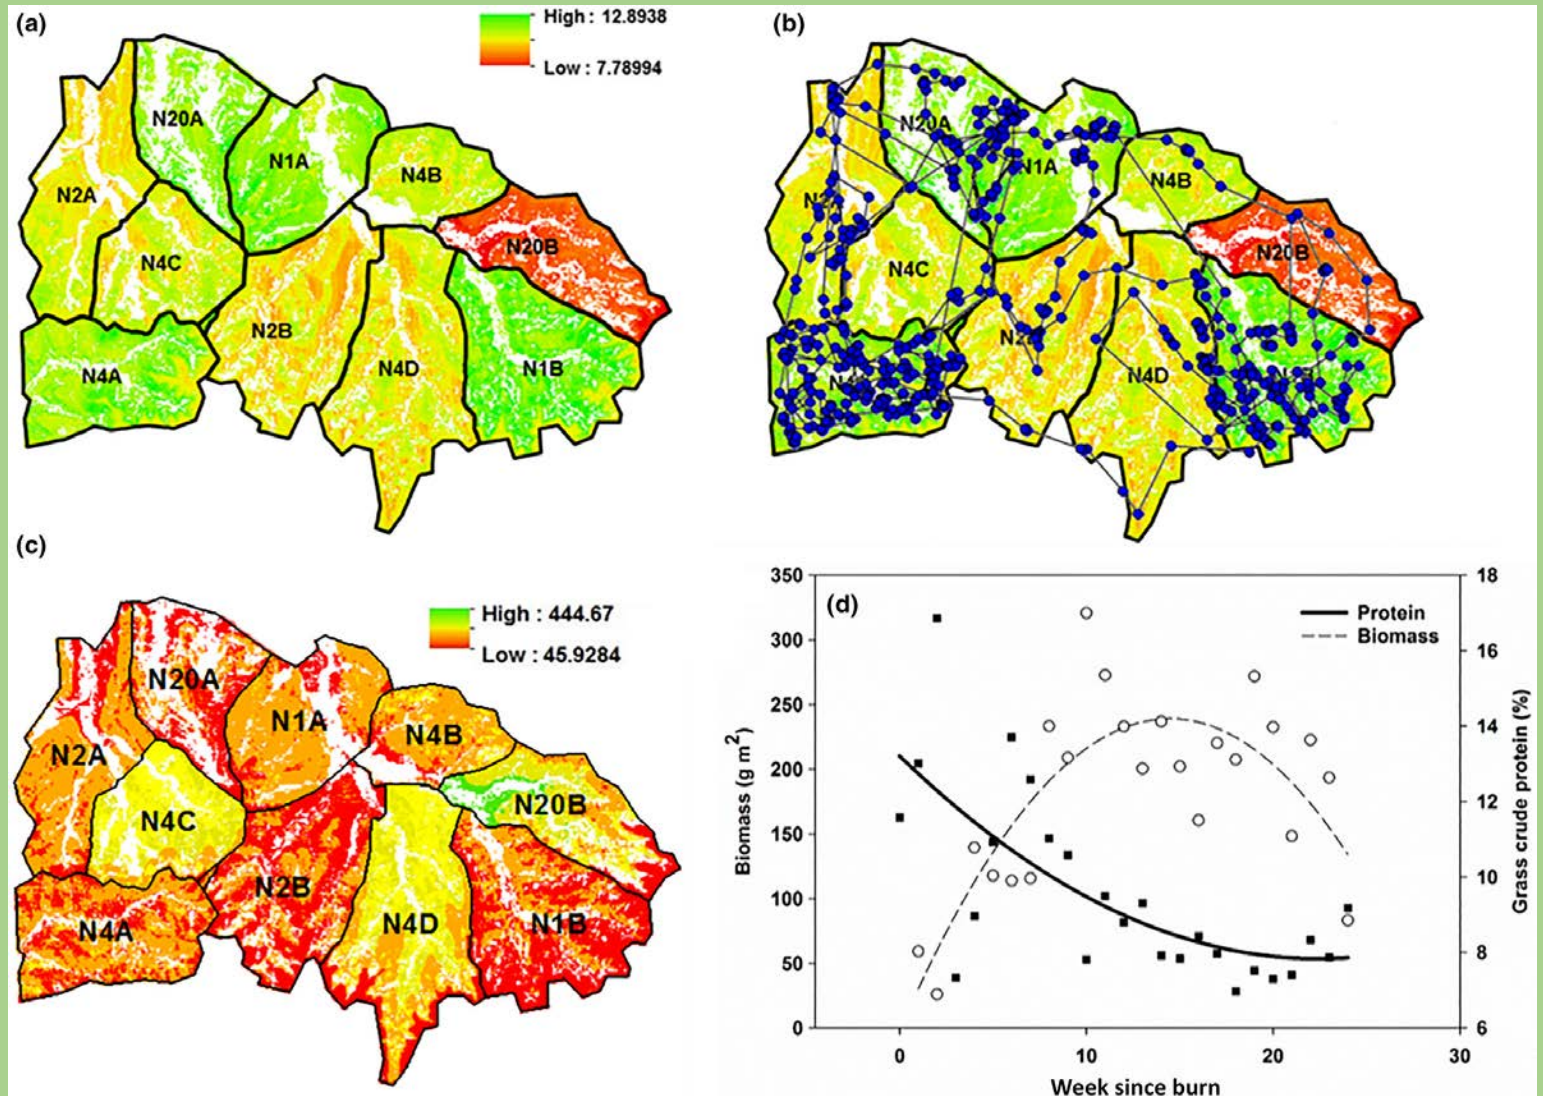 (a)
High : 12.8938
Low : 7.78994
N20A
N1A
N4B
N2A
N20B
N4C
N2B
N4D
N1B
N4A
(b)
N20A
N1A
N4B
N20B
N4C
N4D
(c)
High : 444.67
Low : 45.9284
N20A
N1A
N4B
N2A
N20B
N4C
N2B
N4D
N1B
N4A
(d)
Protein
Biomass
350
300
250
200
150
100
50
0
Biomass (g m²)
18
16
14
12
10
8
6
Grass crude protein (%)
0 10 20 30
Week since burn